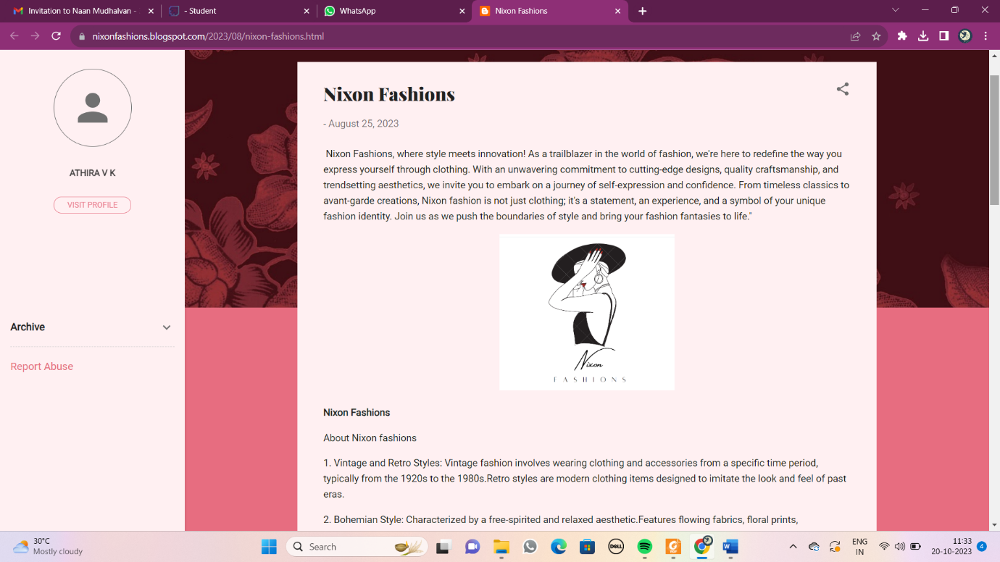 Invitation to Naan Mudhalvan -
- Student
WhatsApp
Nixon Fashions
nixonfashions.blogspot.com/2023/08/nixon-fashions.html
ATHIRA V K
VISIT PROFILE
Archive
Report Abuse
Nixon Fashions
- August 25, 2023
Nixon Fashions, where style meets innovation! As a trailblazer in the world of fashion, we're here to redefine the way you
express yourself through clothing. With an unwavering commitment to cutting-edge designs, quality craftsmanship, and
trendsetting aesthetics, we invite you to embark on a journey of self-expression and confidence. From timeless classics to
avant-garde creations, Nixon fashion is not just clothing; it's a statement, an experience, and a symbol of your unique
fashion identity. Join us as we push the boundaries of style and bring your fashion fantasies to life."
Nixon
FASHIONS
Nixon Fashions
About Nixon fashions
1. Vintage and Retro Styles: Vintage fashion involves wearing clothing and accessories from a specific time period,
typically from the 1920s to the 1980s.Retro styles are modern clothing items designed to imitate the look and feel of past
eras.
2. Bohemian Style: Characterized by a free-spirited and relaxed aesthetic.Features flowing fabrics, floral prints,
30°C
Mostly cloudy
Search
DELL
PDF
W
ENG
IN
11:33
20-10-2023
4